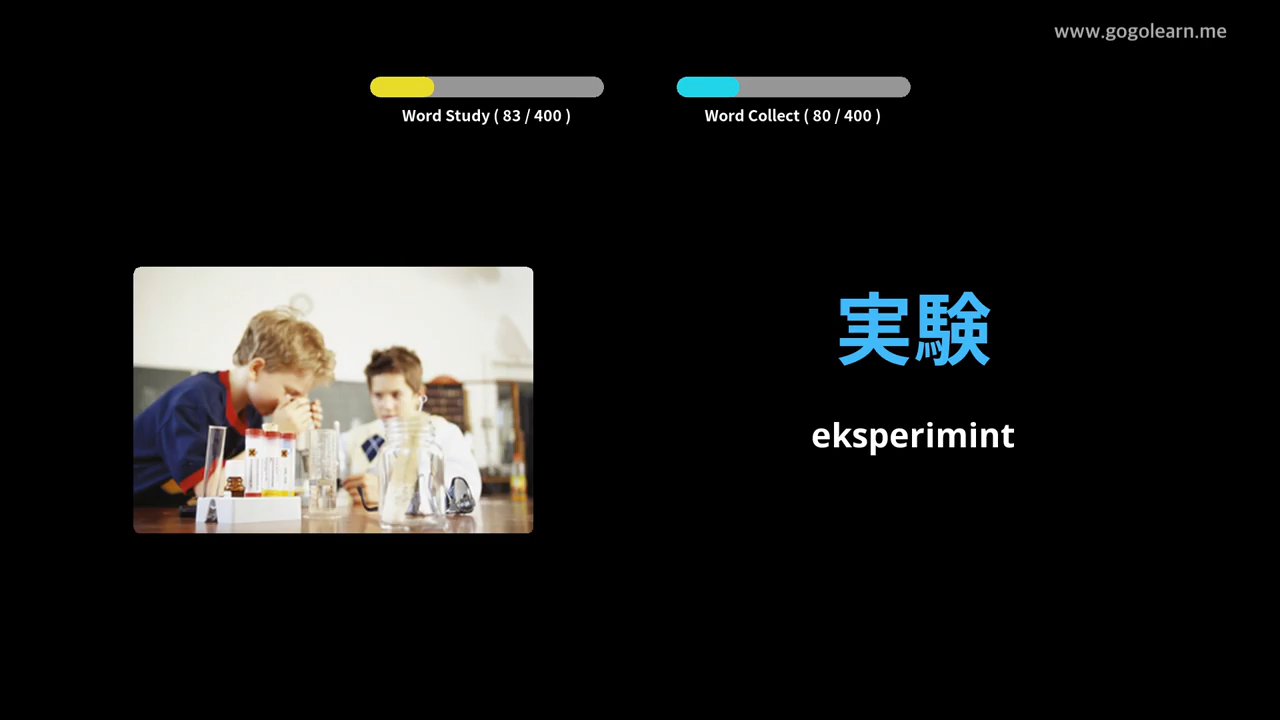 www.gogolearn.me
Word Study ( 83 / 400 )
Word Collect ( 80 / 400 )
実験
eksperimint